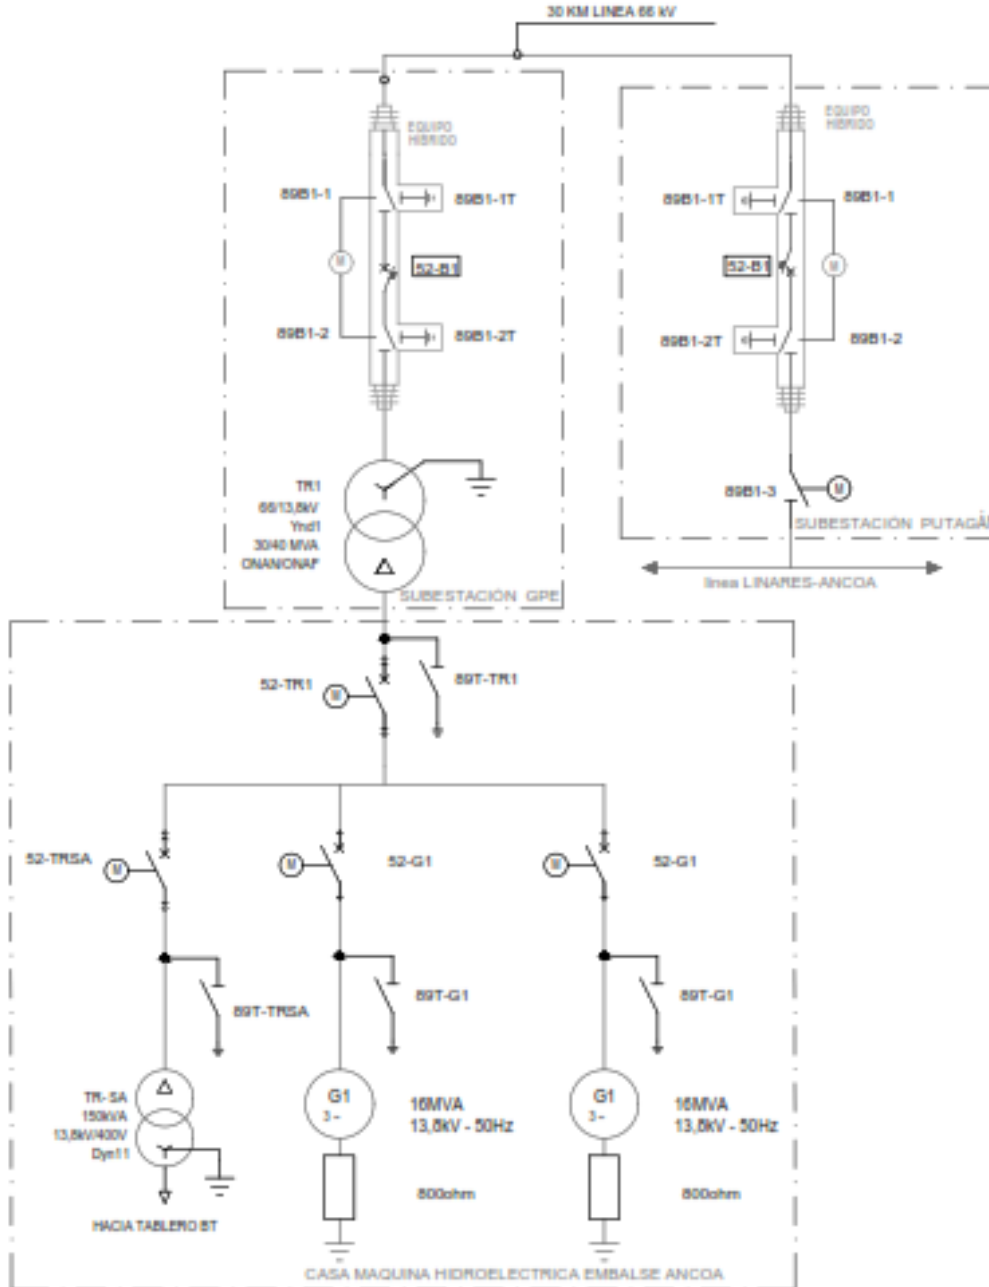 30 KM LINEA 66 kV
EQUIPO
HIBRIDO
EQUIPO
HIBRIDO
89B1-1
89B1-1T
89B1-1T
89B1-1
M
52-B1
52-B1
M
89B1-2
89B1-2T
89B1-2T
89B1-2
TR1
66/13,8kV
Ynd1
30/40 MVA
ONAN/ONAF
89B1-3
M
SUBESTACIÓN PUTAGÁN
SUBESTACIÓN GPE
linea LINARES-ANCOA
52-TR1
M
89T-TR1
52-TRSA
M
M
52-G1
M
52-G1
89T-TRSA
89T-G1
89T-G1
TR- SA
150kVA
13,8kV/400V
Dyn11
G1
3~
16MVA
13,8kV - 50Hz
G1
3~
16MVA
13,8kV - 50Hz
800ohm
800ohm
HACIA TABLERO BT
CASA MAQUINA HIDROELECTRICA EMBALSE ANCOA